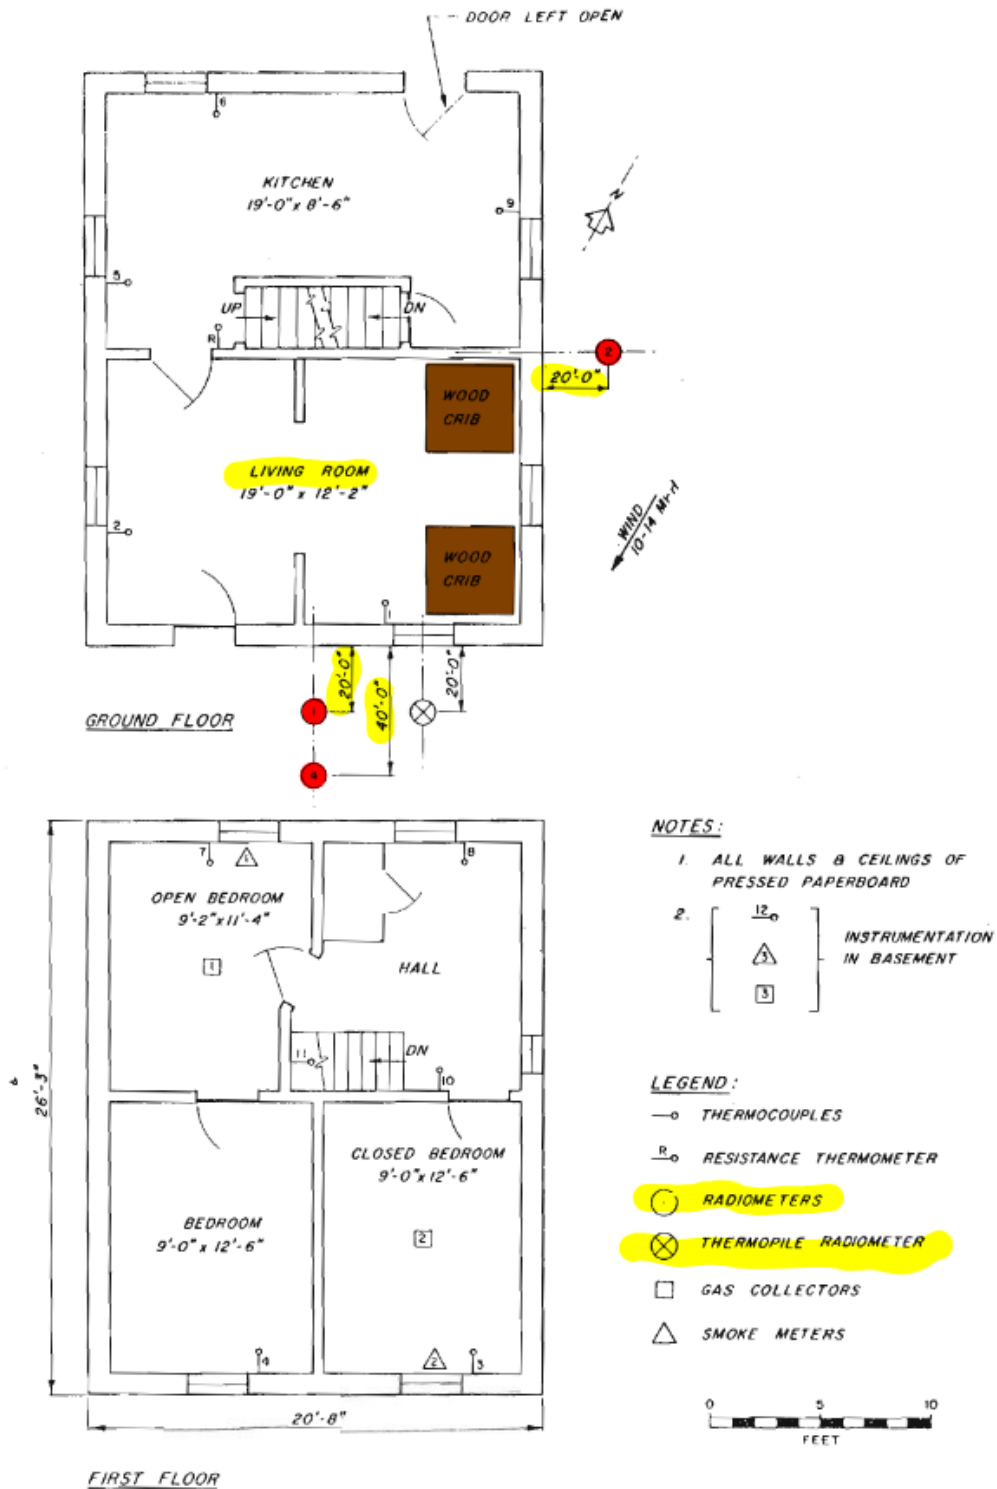 DOOR LEFT OPEN
6
KITCHEN
19'-0" x 8'-6"
9
N
5
UP
DN
R
2
20'-0"
WOOD
CRIB
LIVING ROOM
19'-0" x 12'-2"
WIND
10-14 MPH
2
WOOD
CRIB
1
20'-0"
40'-0"
20'-0"
1
GROUND FLOOR
4
7
1
8
OPEN BEDROOM
9'-2" x 11'-4"
1
HALL
11
DN
10
26'-3"
CLOSED BEDROOM
9'-0" x 12'-6"
BEDROOM
9'-0" x 12'-6"
2
4
2
3
20'-8"
FIRST FLOOR
NOTES:
1. ALL WALLS & CEILINGS OF
PRESSED PAPERBOARD
2.
12
3
3
INSTRUMENTATION
IN BASEMENT
LEGEND:
THERMOCOUPLES
R
RESISTANCE THERMOMETER
RADIOMETERS
THERMOPILE RADIOMETER
GAS COLLECTORS
SMOKE METERS
0 5 10
FEET